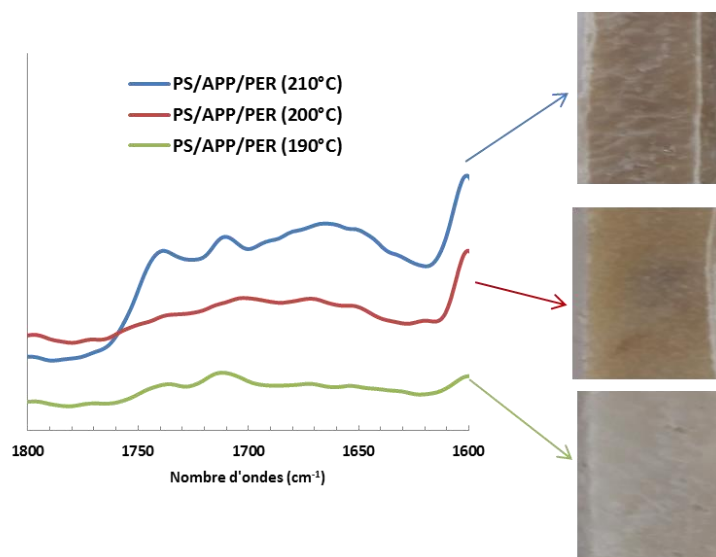 PS/APP/PER (210°C)
PS/APP/PER (200°C)
PS/APP/PER (190°C)
1800 1750 1700 1650 1600
Nombre d'ondes (cm⁻¹)